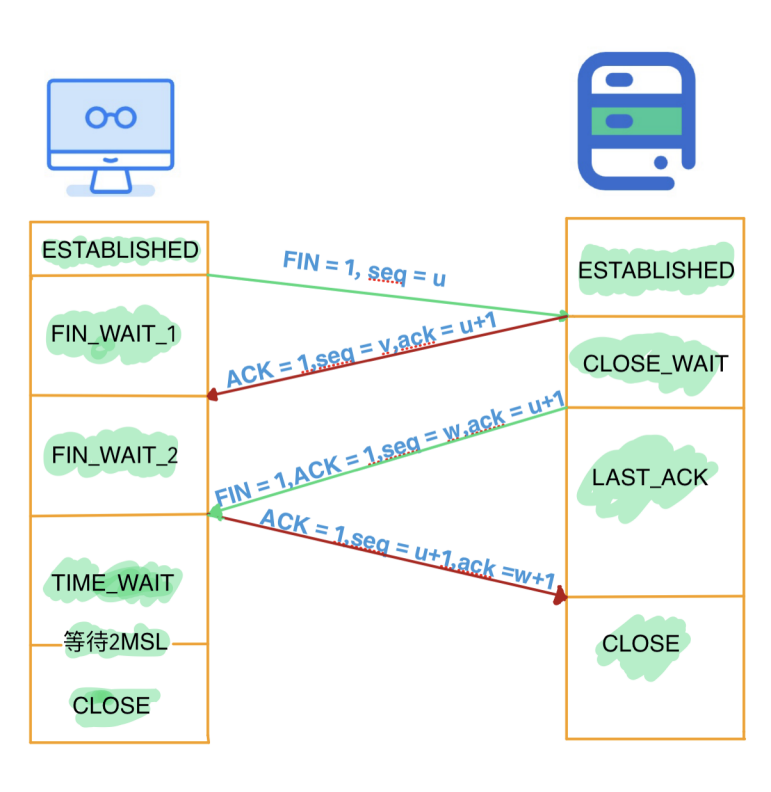 ESTABLISHED
FIN = 1, seq = u
ESTABLISHED
FIN_WAIT_1
ACK = 1,seq = v,ack = u+1
CLOSE_WAIT
FIN_WAIT_2
FIN = 1,ACK = 1,seq = w,ack = u+1
LAST_ACK
ACK = 1,seq = u+1,ack =w+1
TIME_WAIT
等待2MSL
CLOSE
CLOSE